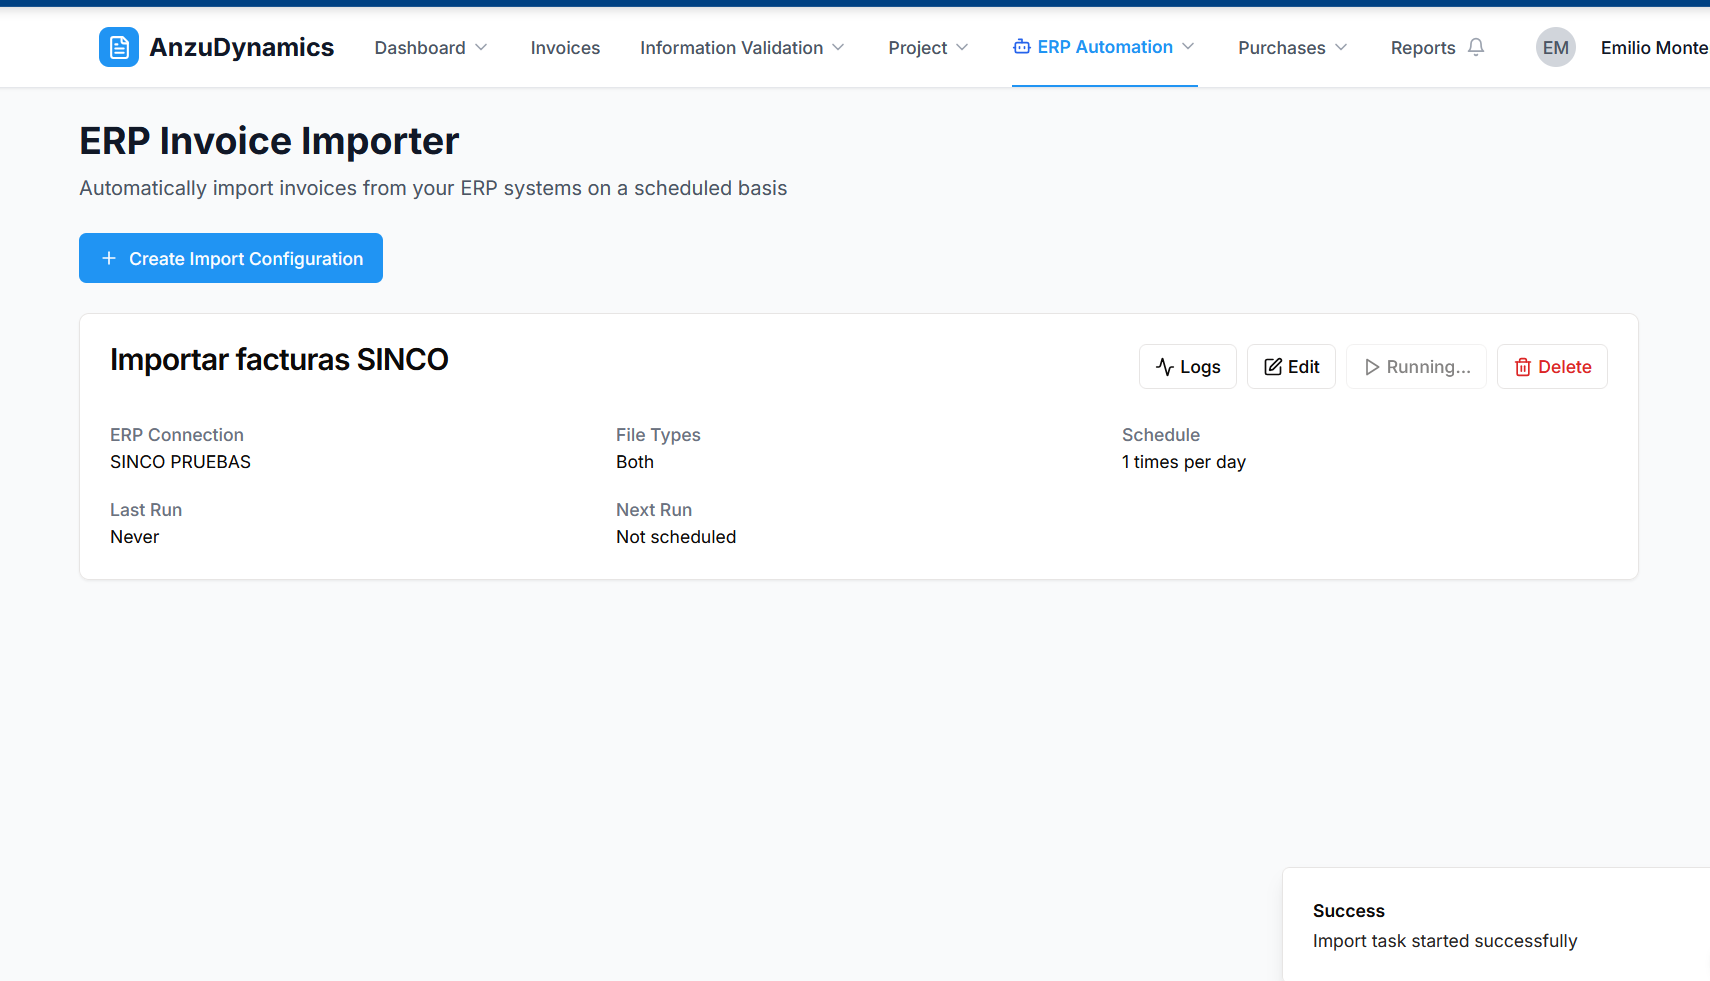 AnzuDynamics Dashboard Invoices Information Validation Project ERP Automation Purchases Reports EM Emilio Monte
ERP Invoice Importer
Automatically import invoices from your ERP systems on a scheduled basis
+ Create Import Configuration
Importar facturas SINCO
Logs Edit Running... Delete
ERP Connection File Types Schedule
SINCO PRUEBAS Both 1 times per day
Last Run Next Run
Never Not scheduled
Success
Import task started successfully